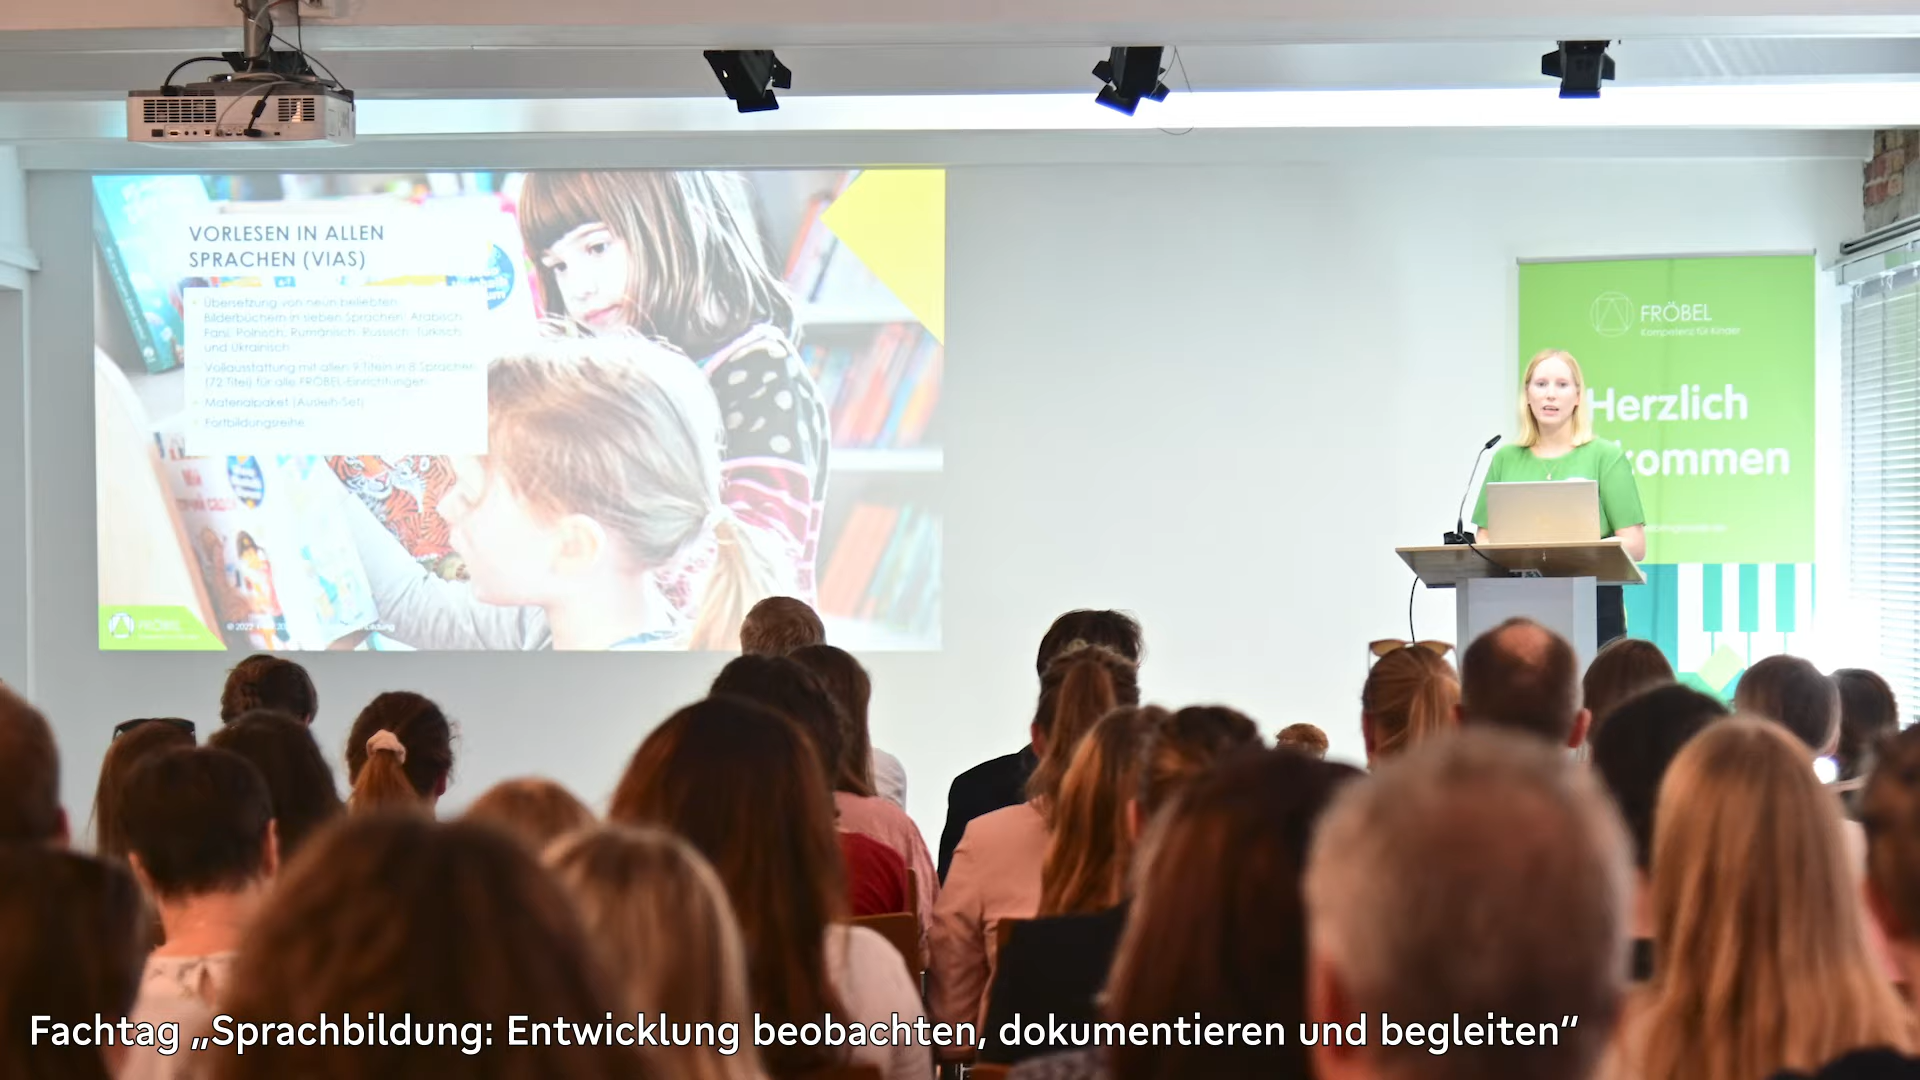 VORLESEN IN ALLEN
SPRACHEN (VIAS)
Übersetzung von neun beliebten
Bilderbüchern in sieben Sprachen: Arabisch,
Farsi, Polnisch, Rumänisch, Russisch, Türkisch
und Ukrainisch
Vollausstattung mit allen 9 Titeln in 8 Sprachen
(72 Titel) für alle FRÖBEL-Einrichtungen
Materialpaket (Ausleih-Set)
Fortbildungsreihe
FRÖBEL
FRÖBEL
Kompetenz für Kinder
Herzlich
kommen
Fachtag „Sprachbildung: Entwicklung beobachten, dokumentieren und begleiten“